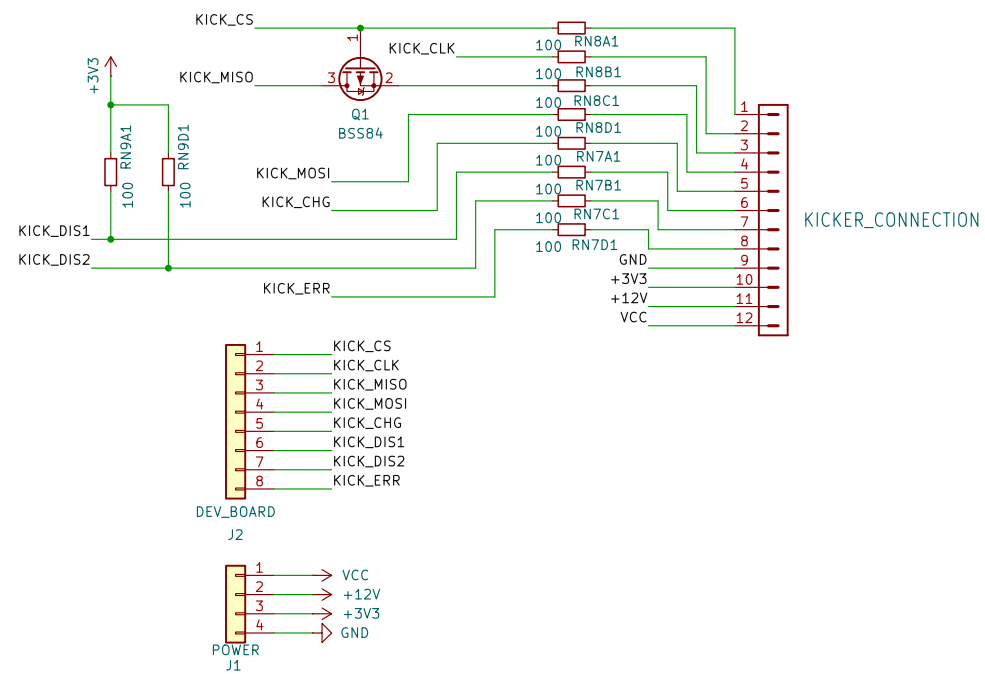 KICK_CS
1
KICK_CLK
100 RN8A1
+3V3
KICK_MISO
3
2
Q1
BSS84
100 RN8B1
100 RN8C1
100 RN8D1
100 RN7A1
100 RN7B1
100 RN7C1
100 RN7D1
100 RN9A1
100 RN9D1
KICK_MOSI
KICK_CHG
KICK_DIS1
KICK_DIS2
KICK_ERR
1
2
3
4
5
6
7
8
GND 9
+3V3 10
+12V 11
VCC 12
KICKER_CONNECTION
1 KICK_CS
2 KICK_CLK
3 KICK_MISO
4 KICK_MOSI
5 KICK_CHG
6 KICK_DIS1
7 KICK_DIS2
8 KICK_ERR
DEV_BOARD
J2
1 VCC
2 +12V
3 +3V3
4 GND
POWER
J1